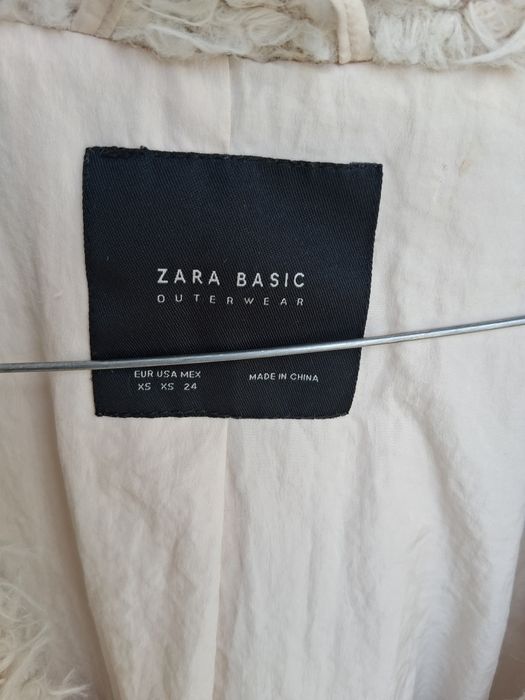 ZARA BASIC
OUTERWEAR
EUR USA MEX
XS XS 24
MADE IN CHINA